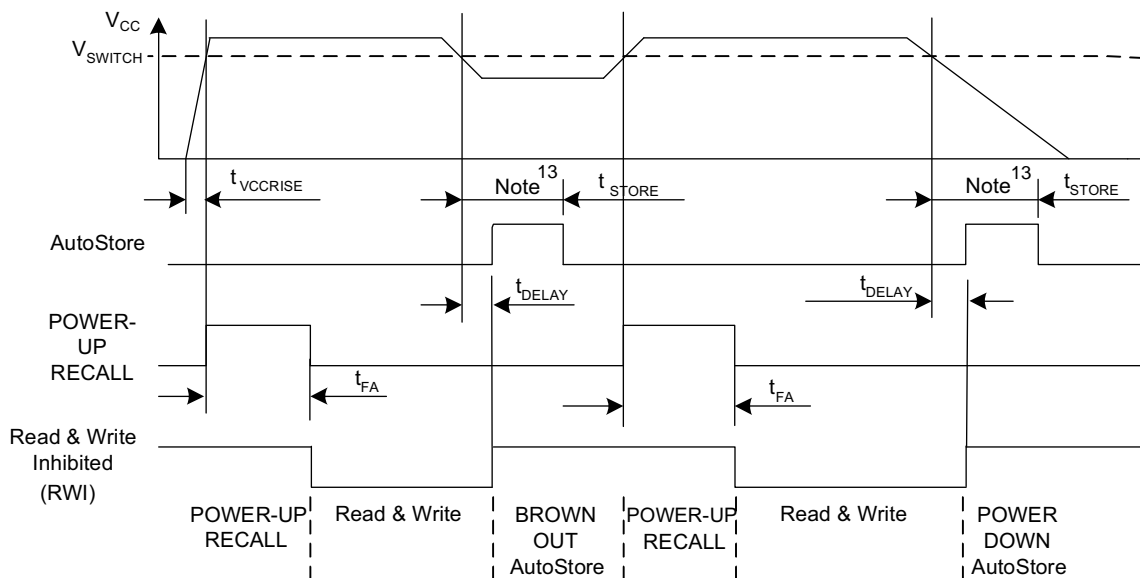 VCC
VSWITCH
tVCCRISE
Note13
tSTORE
Note13
tSTORE
AutoStore
tDELAY
tDELAY
POWER-
UP
RECALL
tFA
tFA
Read & Write
Inhibited
(RWI)
POWER-UP
RECALL
Read & Write
BROWN
OUT
AutoStore
POWER-UP
RECALL
Read & Write
POWER
DOWN
AutoStore